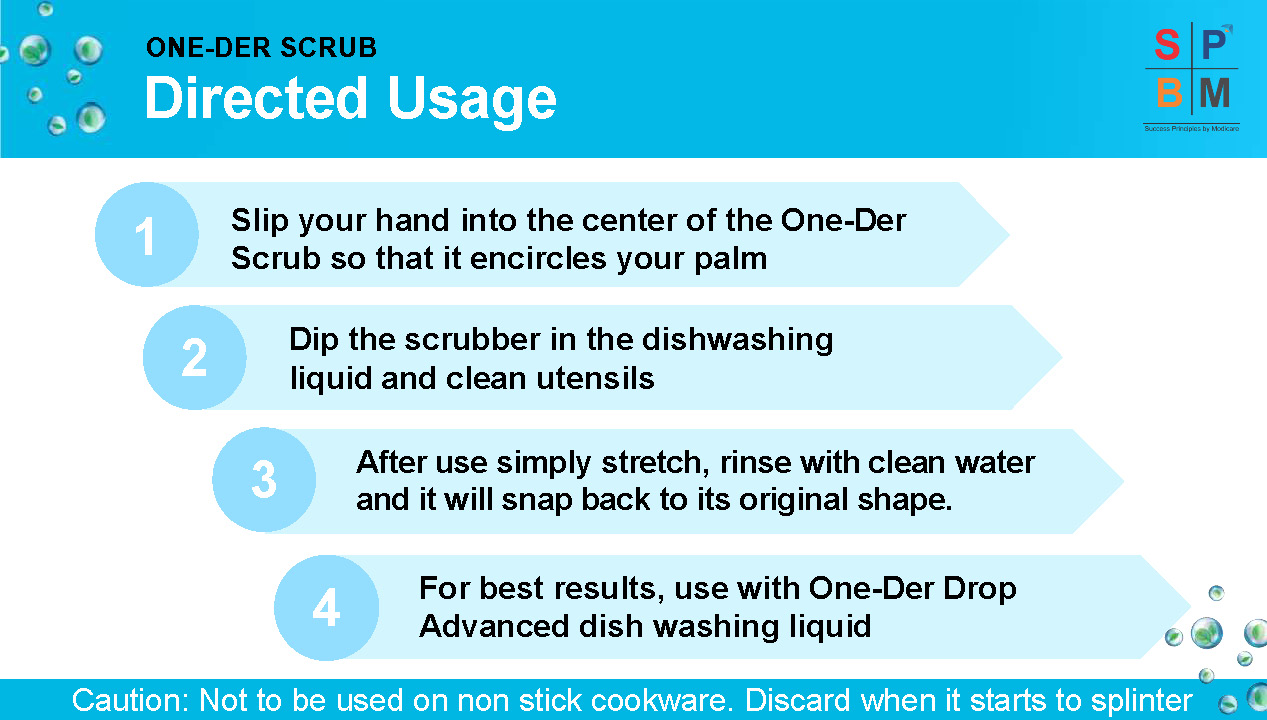 ONE-DER SCRUB
Directed Usage
S P
B M
Success Principles by Modicare
1
Slip your hand into the center of the One-Der
Scrub so that it encircles your palm
2
Dip the scrubber in the dishwashing
liquid and clean utensils
3
After use simply stretch, rinse with clean water
and it will snap back to its original shape.
4
For best results, use with One-Der Drop
Advanced dish washing liquid
Caution: Not to be used on non stick cookware. Discard when it starts to splinter